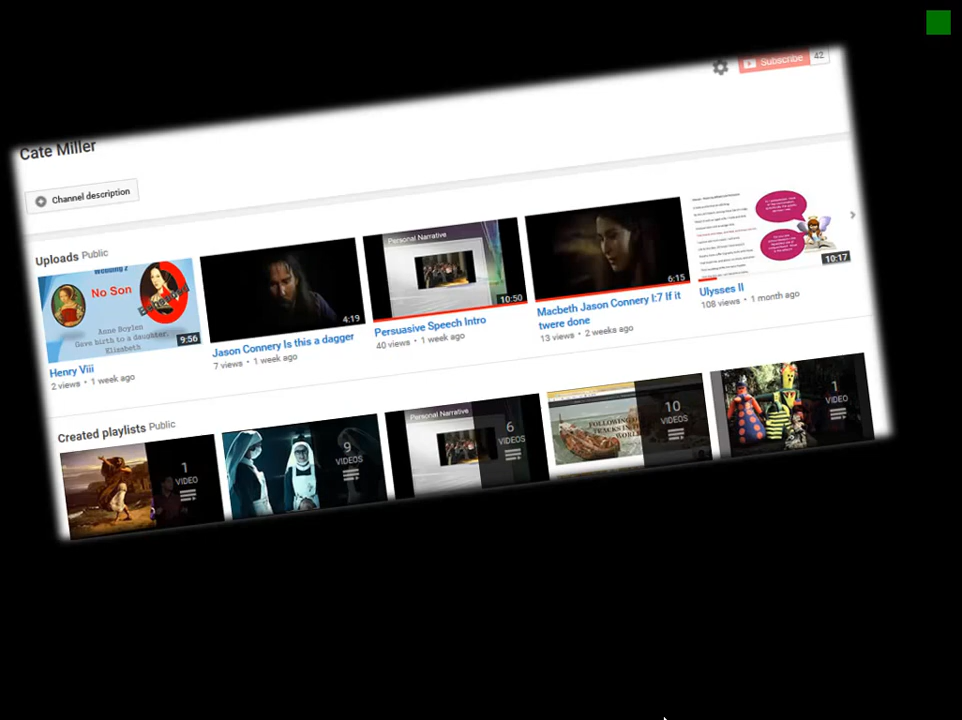 Subscribe 42
Cate Miller
Channel description
Uploads Public
Wedding 2
No Son
Anne Boylen
Gave birth to a daughter,
Elizabeth
9:56
Henry Viii
2 views • 1 week ago
4:19
Jason Connery Is this a dagger
7 views • 1 week ago
Personal Narrative
10:50
Persuasive Speech Intro
40 views • 1 week ago
6:15
Macbeth Jason Connery I:7 If it
twere done
13 views • 2 weeks ago
10:17
Ulysses II
108 views • 1 month ago
Created playlists Public
1
VIDEO
9
VIDEOS
Personal Narrative
6
VIDEOS
FOLLOWING
TRACKS IN
WORL
10
VIDEOS
1
VIDEO